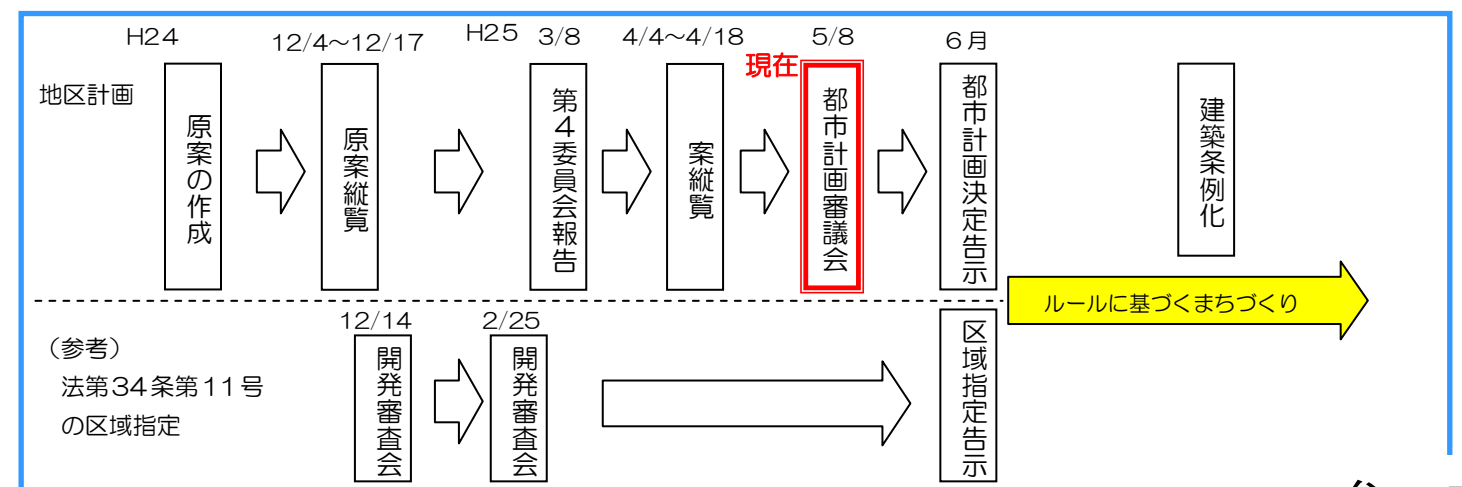 H24
12/4～12/17
H25
3/8
4/4～4/18
5/8
6月
現在
地区計画
原案の作成
原案縦覧
第4委員会報告
案縦覧
都市計画審議会
都市計画決定告示
建築条例化
ルールに基づくまちづくり
12/14
2/25
（参考）
法第34条第11号
の区域指定
開発審査会
開発審査会
区域指定告示